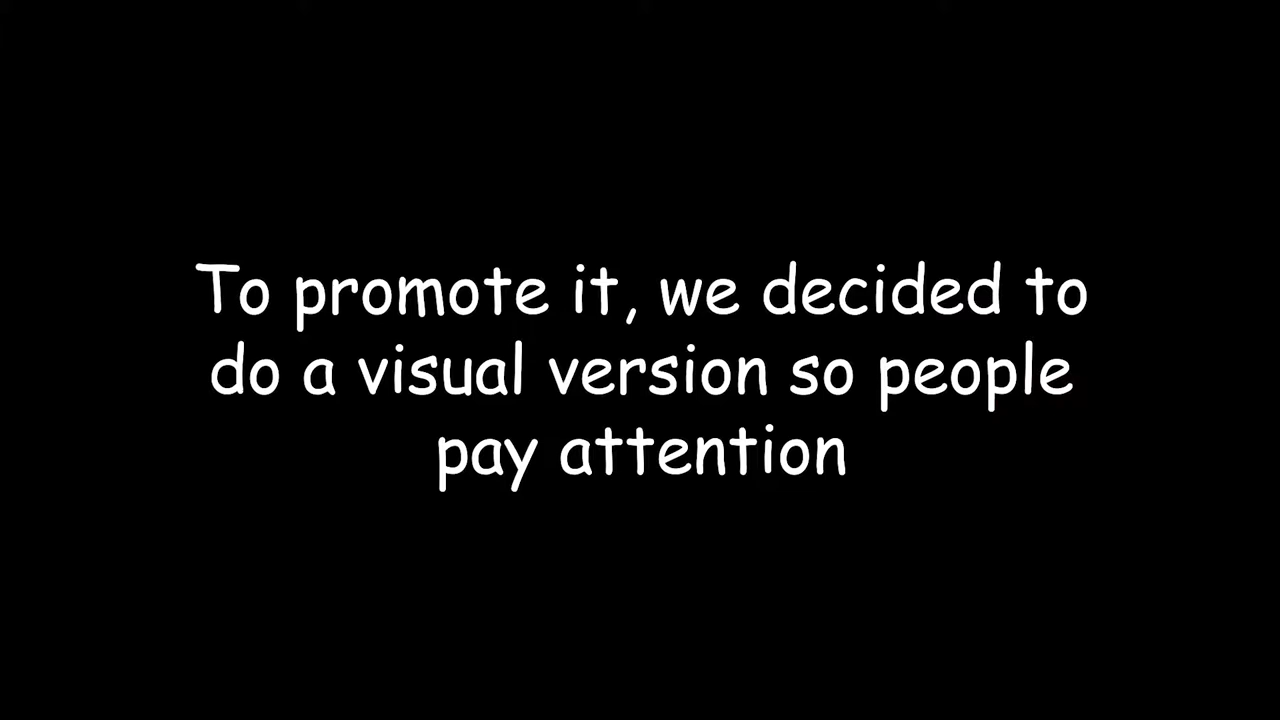 To promote it, we decided to
do a visual version so people
pay attention